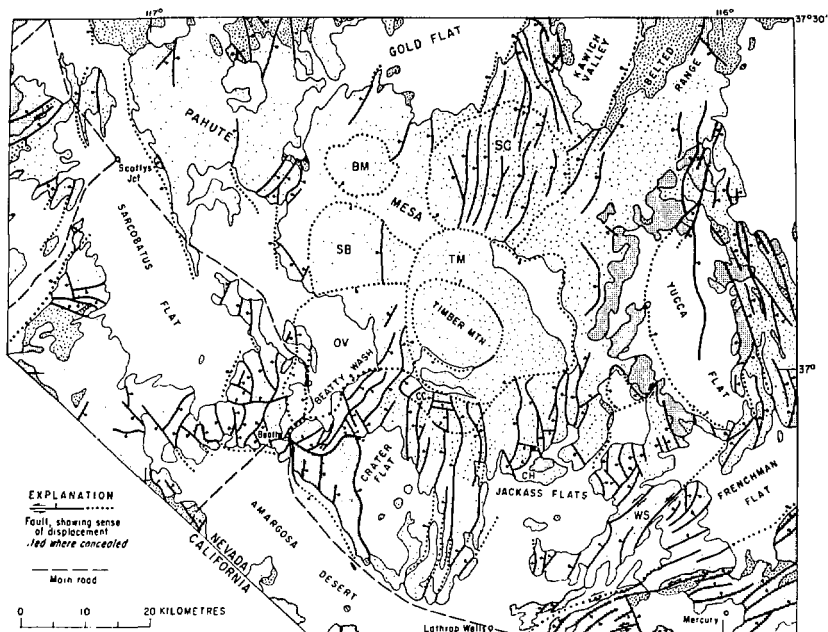 117°
116°
37°30'
GOLD FLAT
KAWICH
VALLEY
BELTED
RANGE
PAHUTE
MESA
BM
SC
Scottys
Jct
SARCOBATUS
FLAT
SB
TM
TIMBER MTN
YUCCA
FLAT
OV
37°
BEATTY WASH
CC
Beatty
CRATER
FLAT
CH
JACKASS FLATS
FRENCHMAN
FLAT
WS
AMARGOSA
DESERT
NEVADA
CALIFORNIA
EXPLANATION
Fault, showing sense
of displacement
.ted where concealed
Main road
0 10 20 KILOMETRES
Lathrop Wells
Mercury